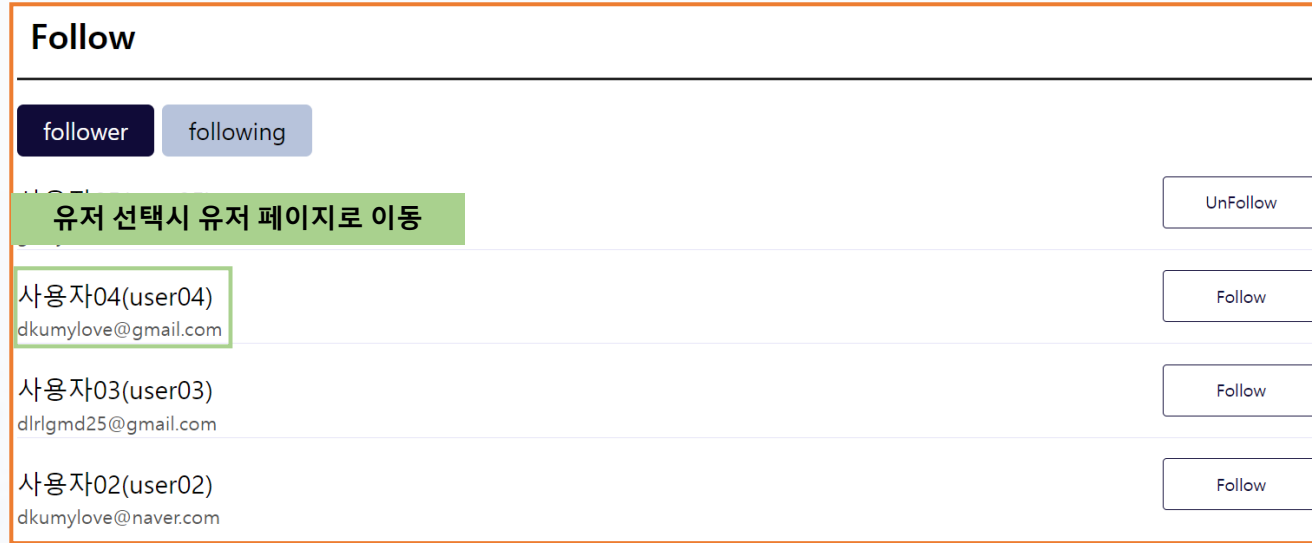 Follow
follower following
유저 선택시 유저 페이지로 이동
UnFollow
사용자04(user04)
dkumylove@gmail.com
Follow
사용자03(user03)
dlrlgmd25@gmail.com
Follow
사용자02(user02)
dkumylove@naver.com
Follow